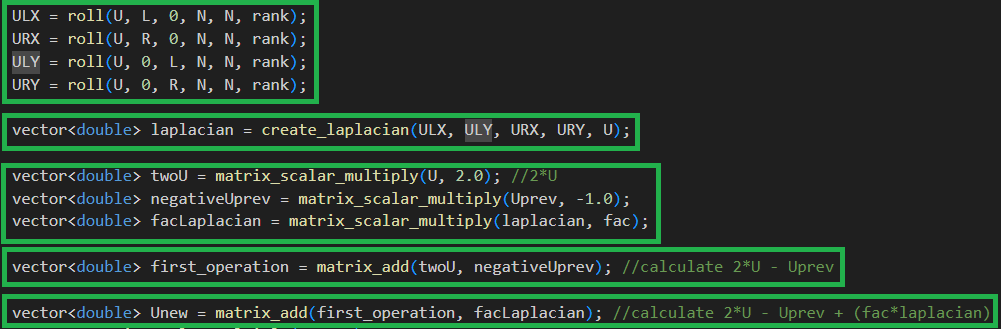 ULX = roll(U, L, 0, N, N, rank);
URX = roll(U, R, 0, N, N, rank);
ULY = roll(U, 0, L, N, N, rank);
URY = roll(U, 0, R, N, N, rank);
vector<double> laplacian = create_laplacian(ULX, ULY, URX, URY, U);
vector<double> twoU = matrix_scalar_multiply(U, 2.0); //2*U
vector<double> negativeUprev = matrix_scalar_multiply(Uprev, -1.0);
vector<double> facLaplacian = matrix_scalar_multiply(laplacian, fac);
vector<double> first_operation = matrix_add(twoU, negativeUprev); //calculate 2*U - Uprev
vector<double> Unew = matrix_add(first_operation, facLaplacian); //calculate 2*U - Uprev + (fac*laplacian)